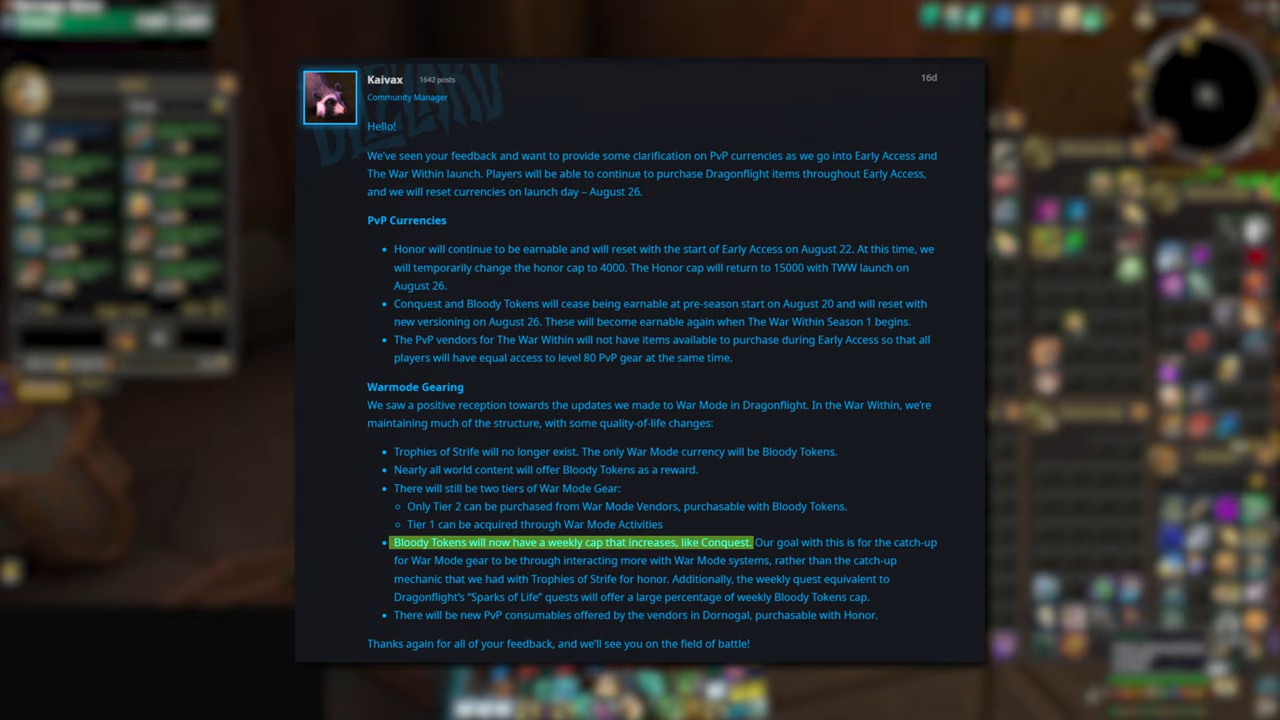 Kaivax 1642 posts 16d
Community Manager
BLIZZARD
Hello!
We've seen your feedback and want to provide some clarification on PvP currencies as we go into Early Access and
The War Within launch. Players will be able to continue to purchase Dragonflight items throughout Early Access,
and we will reset currencies on launch day – August 26.
PvP Currencies
• Honor will continue to be earnable and will reset with the start of Early Access on August 22. At this time, we
will temporarily change the honor cap to 4000. The Honor cap will return to 15000 with TWW launch on
August 26.
• Conquest and Bloody Tokens will cease being earnable at pre-season start on August 20 and will reset with
new versioning on August 26. These will become earnable again when The War Within Season 1 begins.
• The PvP vendors for The War Within will not have items available to purchase during Early Access so that all
players will have equal access to level 80 PvP gear at the same time.
Warmode Gearing
We saw a positive reception towards the updates we made to War Mode in Dragonflight. In the War Within, we're
maintaining much of the structure, with some quality-of-life changes:
• Trophies of Strife will no longer exist. The only War Mode currency will be Bloody Tokens.
• Nearly all world content will offer Bloody Tokens as a reward.
• There will still be two tiers of War Mode Gear:
○ Only Tier 2 can be purchased from War Mode Vendors, purchasable with Bloody Tokens.
○ Tier 1 can be acquired through War Mode Activities
• Bloody Tokens will now have a weekly cap that increases, like Conquest. Our goal with this is for the catch-up
for War Mode gear to be through interacting more with War Mode systems, rather than the catch-up
mechanic that we had with Trophies of Strife for honor. Additionally, the weekly quest equivalent to
Dragonflight's “Sparks of Life” quests will offer a large percentage of weekly Bloody Tokens cap.
• There will be new PvP consumables offered by the vendors in Dornogal, purchasable with Honor.
Thanks again for all of your feedback, and we'll see you on the field of battle!